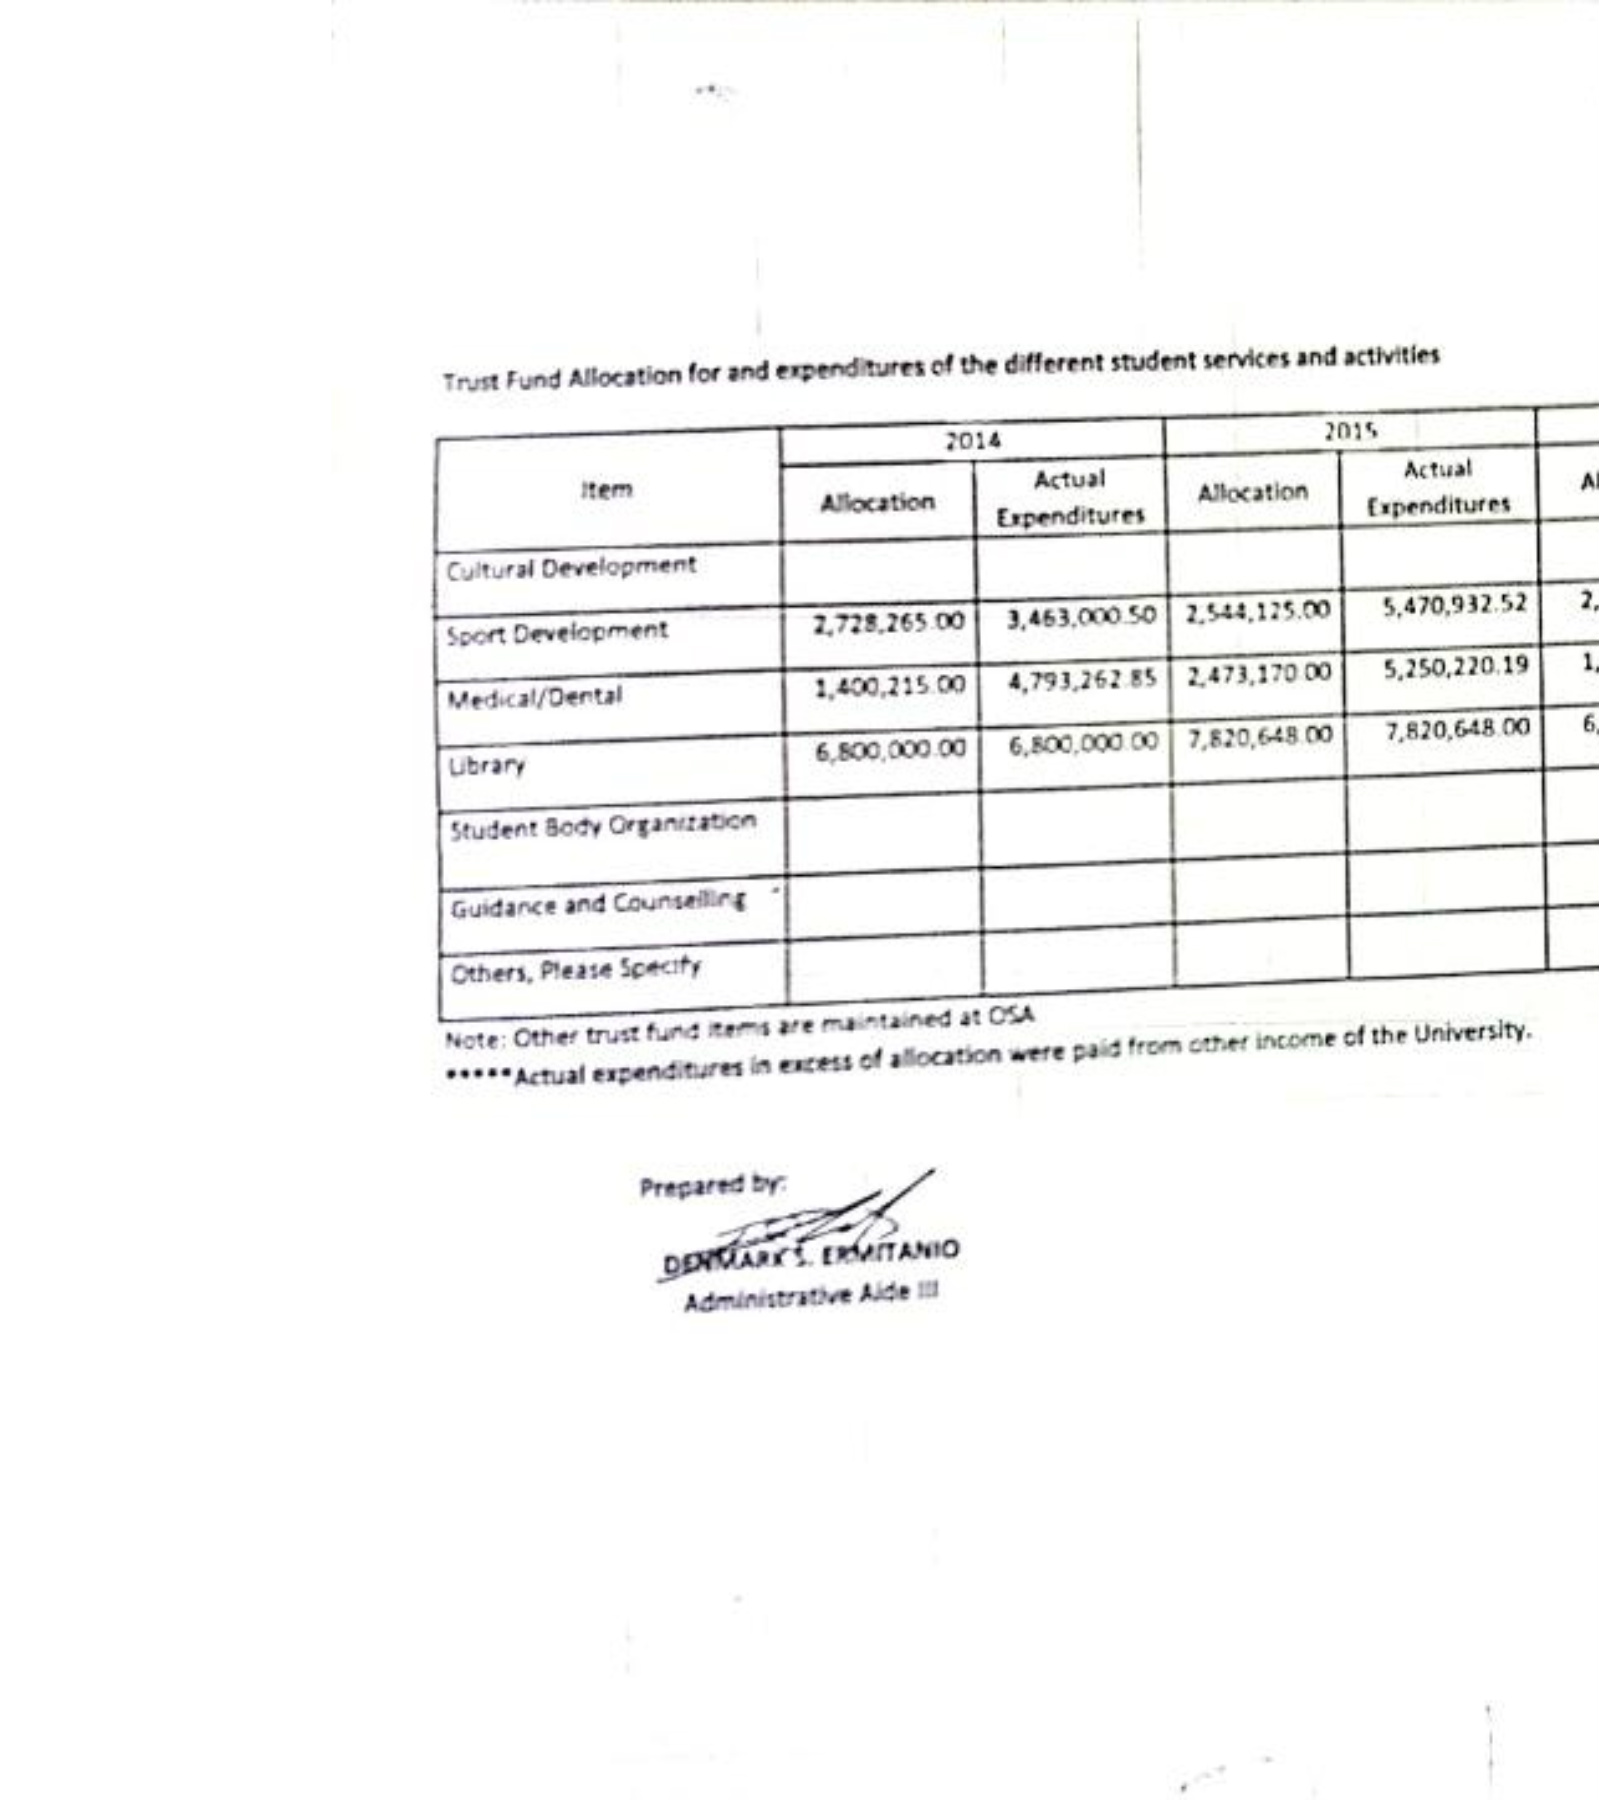 Trust Fund Allocation for and expenditures of the different student services and activities
Item 2014 2015
Allocation Actual Expenditures Allocation Actual Expenditures Al
Cultural Development
Sport Development 2,728,265.00 3,463,000.50 2,544,125.00 5,470,932.52 2,
Medical/Dental 1,400,215.00 4,793,262.85 2,473,170.00 5,250,220.19 1,
Library 6,800,000.00 6,800,000.00 7,820,648.00 7,820,648.00 6,
Student Body Organization
Guidance and Counselling
Others, Please Specify
Note: Other trust fund items are maintained at OSA
*****Actual expenditures in excess of allocation were paid from other income of the University.
Prepared by:
DENMARK S. ERMITANIO
Administrative Aide III